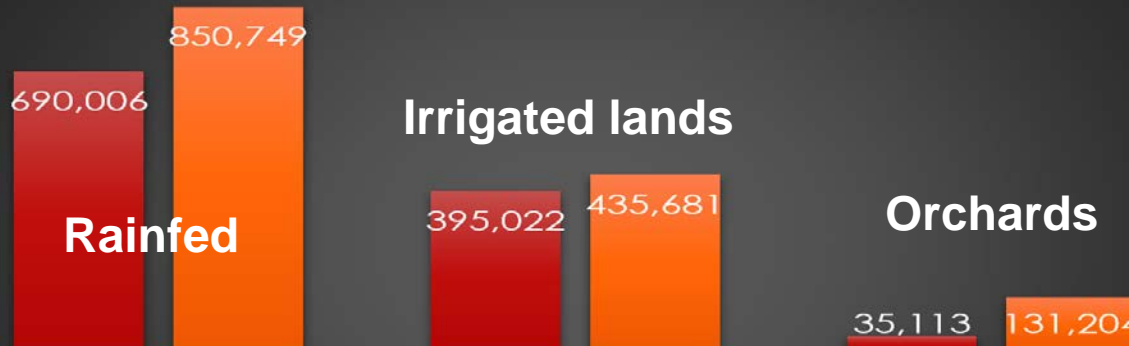 850,749
690,006
Irrigated lands
Rainfed
395,022
435,681
Orchards
35,113
131,204